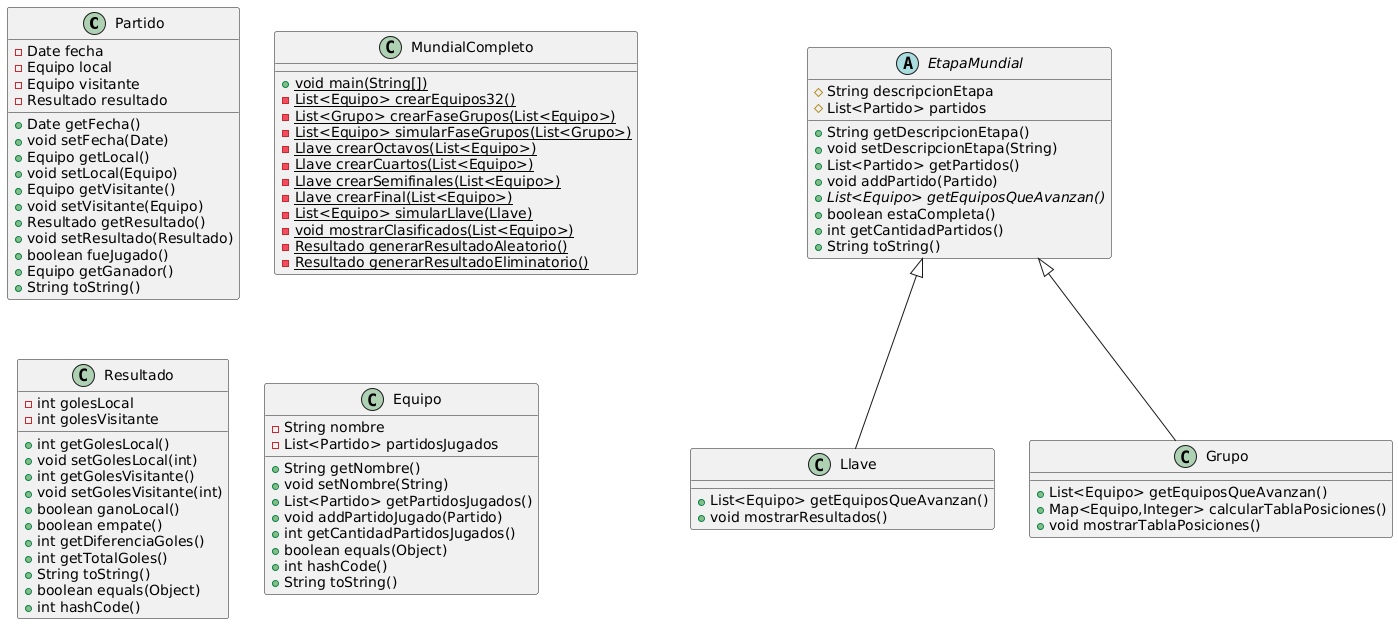 C Partido
Date fecha
Equipo local
Equipo visitante
Resultado resultado
Date getFecha()
void setFecha(Date)
Equipo getLocal()
void setLocal(Equipo)
Equipo getVisitante()
void setVisitante(Equipo)
Resultado getResultado()
void setResultado(Resultado)
boolean fueJugado()
Equipo getGanador()
String toString()
C MundialCompleto
void main(String[])
List<Equipo> crearEquipos32()
List<Grupo> crearFaseGrupos(List<Equipo>)
List<Equipo> simularFaseGrupos(List<Grupo>)
Llave crearOctavos(List<Equipo>)
Llave crearCuartos(List<Equipo>)
Llave crearSemifinales(List<Equipo>)
Llave crearFinal(List<Equipo>)
List<Equipo> simularLlave(Llave)
void mostrarClasificados(List<Equipo>)
Resultado generarResultadoAleatorio()
Resultado generarResultadoEliminatorio()
A EtapaMundial
String descripcionEtapa
List<Partido> partidos
String getDescripcionEtapa()
void setDescripcionEtapa(String)
List<Partido> getPartidos()
void addPartido(Partido)
List<Equipo> getEquiposQueAvanzan()
boolean estaCompleta()
int getCantidadPartidos()
String toString()
C Resultado
int golesLocal
int golesVisitante
int getGolesLocal()
void setGolesLocal(int)
int getGolesVisitante()
void setGolesVisitante(int)
boolean ganoLocal()
boolean empate()
int getDiferenciaGoles()
int getTotalGoles()
String toString()
boolean equals(Object)
int hashCode()
C Equipo
String nombre
List<Partido> partidosJugados
String getNombre()
void setNombre(String)
List<Partido> getPartidosJugados()
void addPartidoJugado(Partido)
int getCantidadPartidosJugados()
boolean equals(Object)
int hashCode()
String toString()
C Llave
List<Equipo> getEquiposQueAvanzan()
void mostrarResultados()
C Grupo
List<Equipo> getEquiposQueAvanzan()
Map<Equipo,Integer> calcularTablaPosiciones()
void mostrarTablaPosiciones()